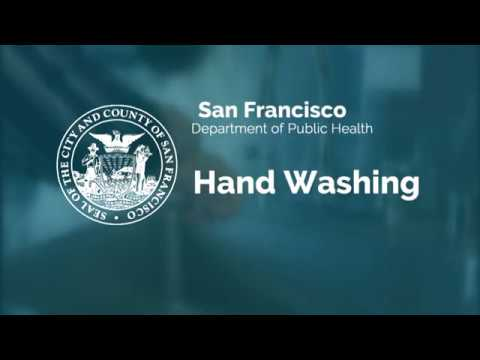 San Francisco
Department of Public Health
SEAL OF THE CITY AND COUNTY OF SAN FRANCISCO
Hand Washing